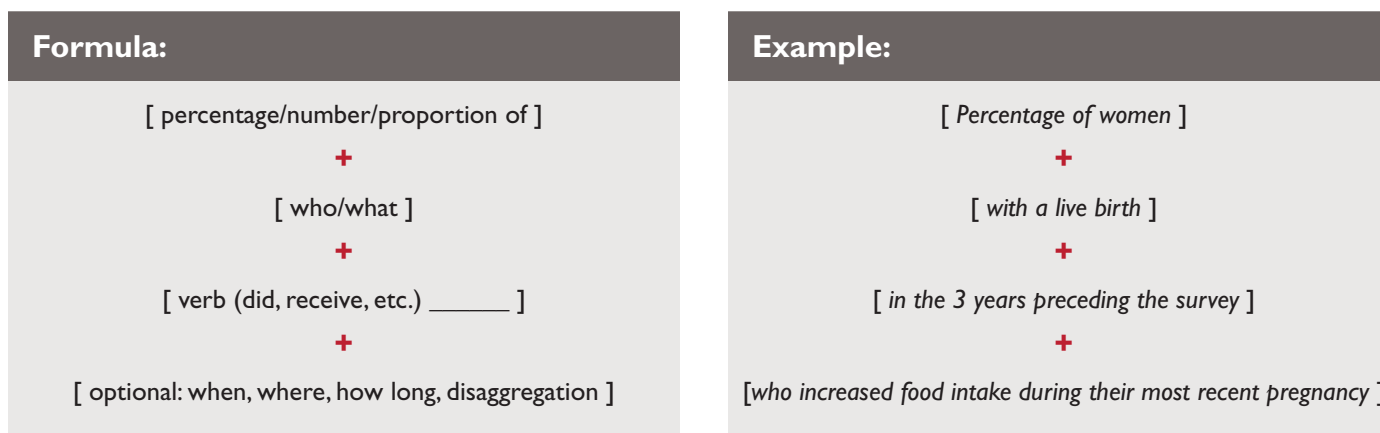 Formula:
[ percentage/number/proportion of ]
+
[ who/what ]
+
[ verb (did, receive, etc.) ______ ]
+
[ optional: when, where, how long, disaggregation ]
Example:
[ Percentage of women ]
+
[ with a live birth ]
+
[ in the 3 years preceding the survey ]
+
[who increased food intake during their most recent pregnancy ]